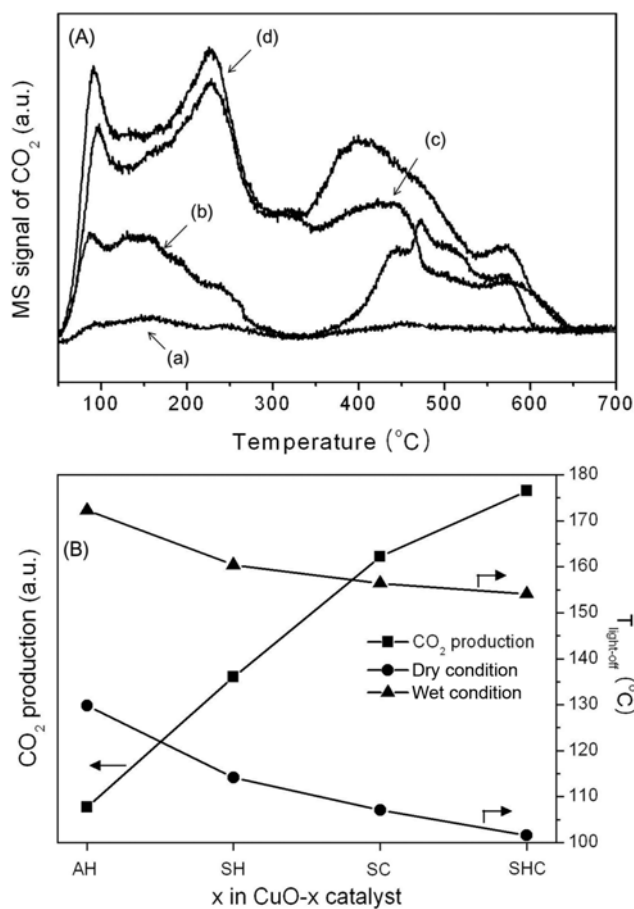 (A)
(d)
(c)
(b)
(a)
MS signal of CO₂ (a.u.)
100 200 300 400 500 600 700
Temperature (°C)
(B)
CO₂ production (a.u.)
180
170
160
150
140
130
120
110
100
T light-off (°C)
CO₂ production
Dry condition
Wet condition
AH SH SC SHC
x in CuO-x catalyst